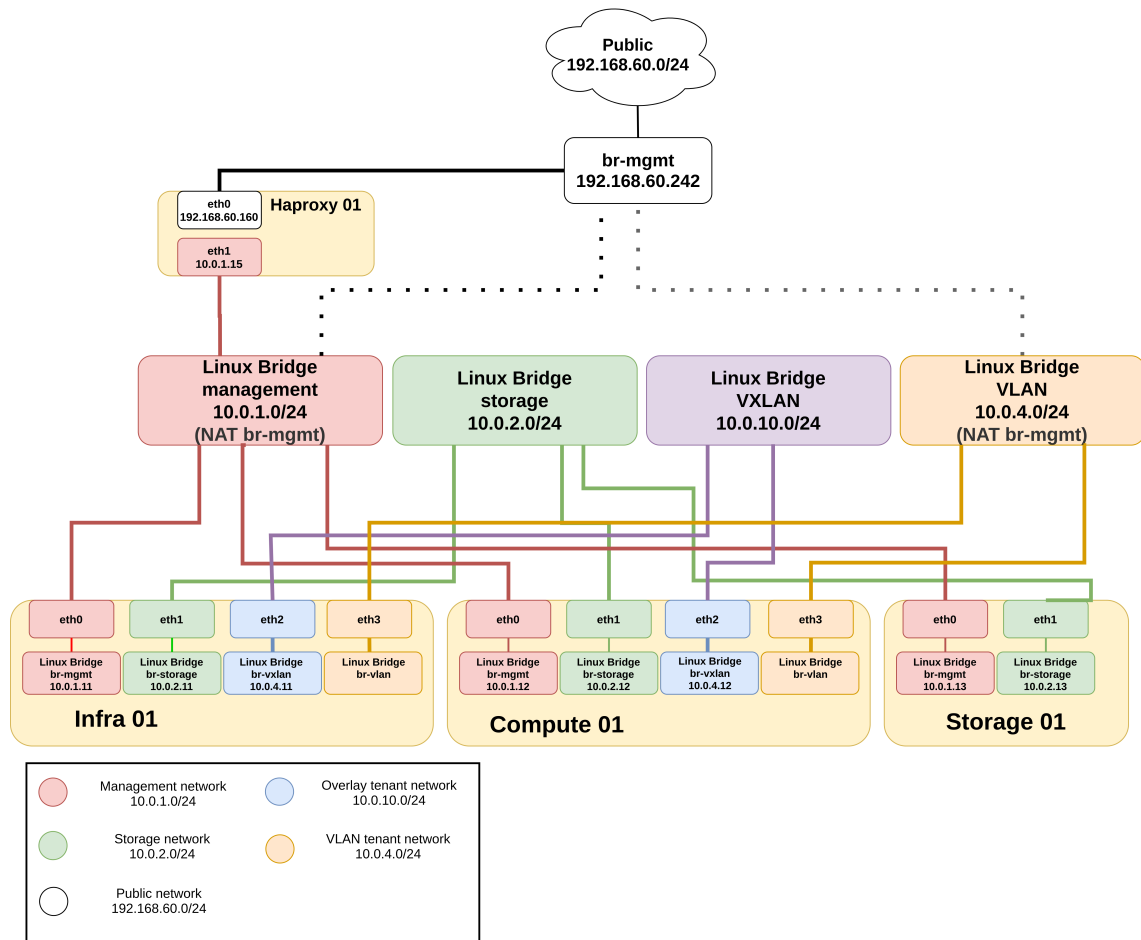 Public
192.168.60.0/24
br-mgmt
192.168.60.242
eth0
192.168.60.160
Haproxy 01
eth1
10.0.1.15
Linux Bridge
management
10.0.1.0/24
(NAT br-mgmt)
Linux Bridge
storage
10.0.2.0/24
Linux Bridge
VXLAN
10.0.10.0/24
Linux Bridge
VLAN
10.0.4.0/24
(NAT br-mgmt)
eth0
eth1
eth2
eth3
Linux Bridge
br-mgmt
10.0.1.11
Linux Bridge
br-storage
10.0.2.11
Linux Bridge
br-vxlan
10.0.4.11
Linux Bridge
br-vlan
Infra 01
eth0
eth1
eth2
eth3
Linux Bridge
br-mgmt
10.0.1.12
Linux Bridge
br-storage
10.0.2.12
Linux Bridge
br-vxlan
10.0.4.12
Linux Bridge
br-vlan
Compute 01
eth0
eth1
Linux Bridge
br-mgmt
10.0.1.13
Linux Bridge
br-storage
10.0.2.13
Storage 01
Management network
10.0.1.0/24
Overlay tenant network
10.0.10.0/24
Storage network
10.0.2.0/24
VLAN tenant network
10.0.4.0/24
Public network
192.168.60.0/24